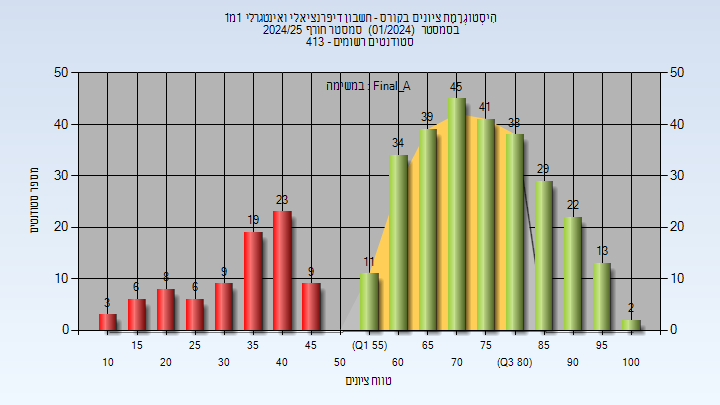 היסטוגרמת ציונים בקורס - חשבון דיפרנציאלי ואינטגרלי 1מ1
בסמסטר (01/2024) סמסטר חורף 2024/25
סטודנטים רשומים - 413
במשימה : Final_A
מספר סטודנטים
50 50
40 40
30 30
20 20
10 10
0 0
3 6 8 6 9 19 23 9 11 34 39 45 41 38 29 22 13 2
15 25 35 45 (Q1 55) 65 75 85 95
10 20 30 40 50 60 70 (Q3 80) 90 100
טווח ציונים